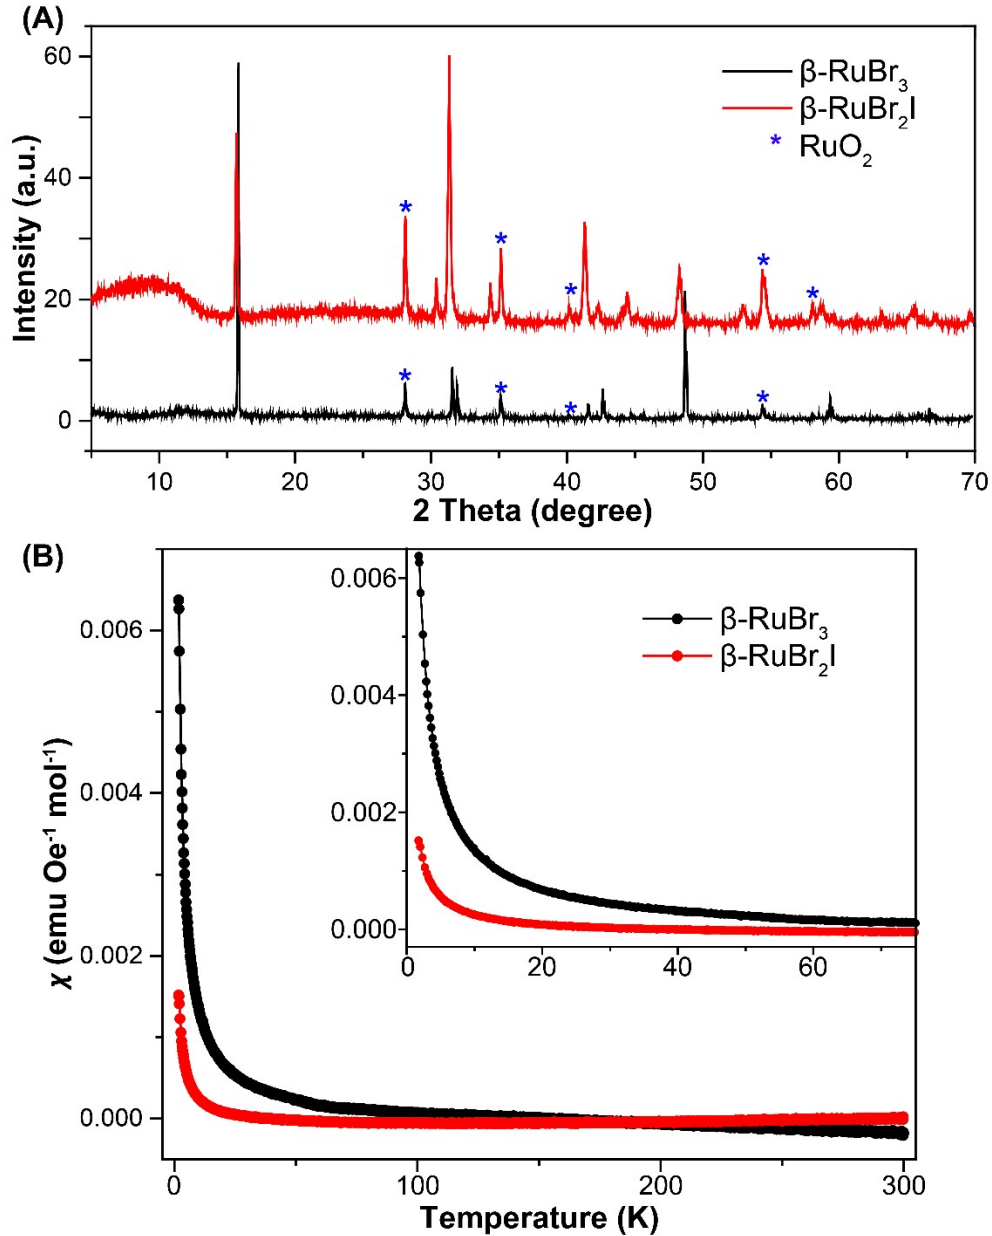 (A)
60
40
20
0
Intensity (a.u.)
β-RuBr₃
β-RuBr₂I
* RuO₂
* * * * *
* * * *
10 20 30 40 50 60 70
2 Theta (degree)
(B)
0.006
0.004
0.002
0.000
χ (emu Oe⁻¹ mol⁻¹)
0.006
0.004
0.002
0.000
0 20 40 60
β-RuBr₃
β-RuBr₂I
0 100 200 300
Temperature (K)